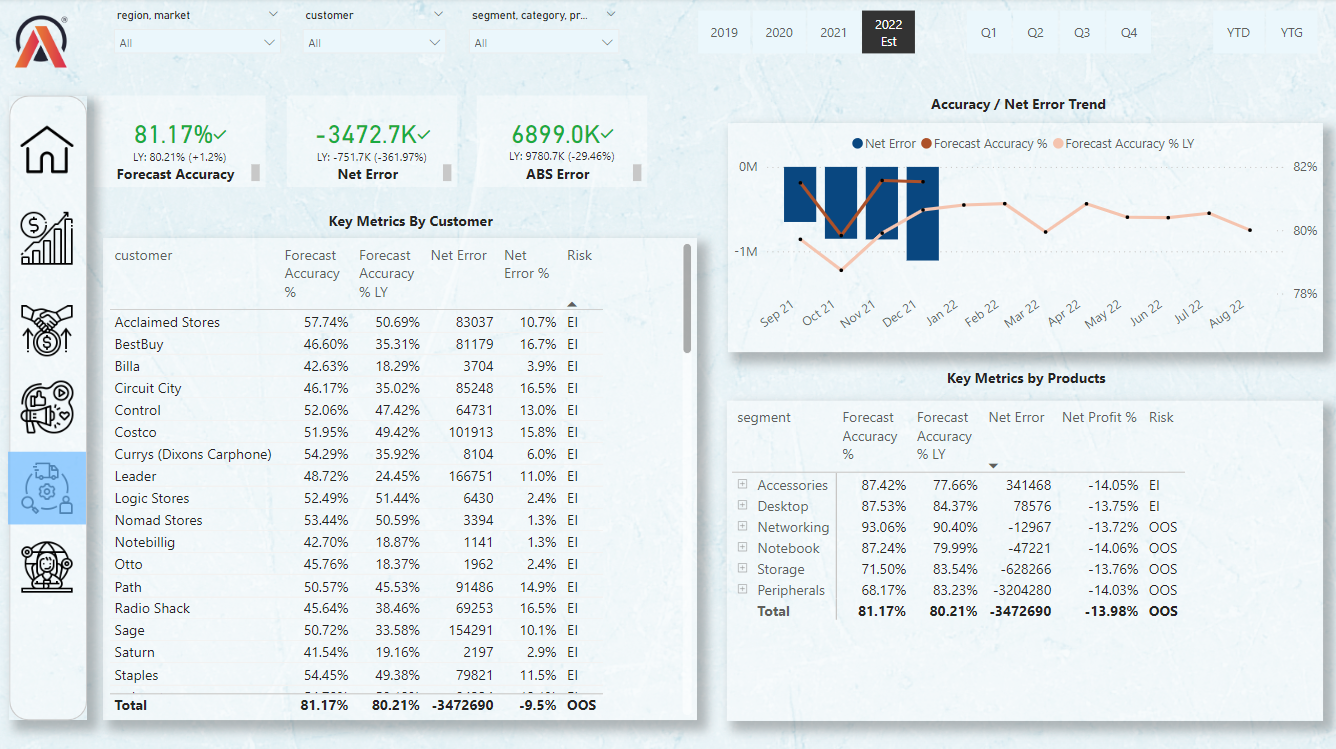 region, market
customer
segment, category, pr...
All
All
All
2019
2020
2021
2022
Est
Q1
Q2
Q3
Q4
YTD
YTG
81.17%
LY: 80.21% (+1.2%)
Forecast Accuracy
-3472.7K
LY: -751.7K (-361.97%)
Net Error
6899.0K
LY: 9780.7K (-29.46%)
ABS Error
Key Metrics By Customer
customer Forecast Accuracy % Forecast Accuracy % LY Net Error Net Error % Risk
Acclaimed Stores 57.74% 50.69% 83037 10.7% EI
BestBuy 46.60% 35.31% 81179 16.7% EI
Billa 42.63% 18.29% 3704 3.9% EI
Circuit City 46.17% 35.02% 85248 16.5% EI
Control 52.06% 47.42% 64731 13.0% EI
Costco 51.95% 49.42% 101913 15.8% EI
Currys (Dixons Carphone) 54.29% 35.92% 8104 6.0% EI
Leader 48.72% 24.45% 166751 11.0% EI
Logic Stores 52.49% 51.44% 6430 2.4% EI
Nomad Stores 53.44% 50.59% 3394 1.3% EI
Notebillig 42.70% 18.87% 1141 1.3% EI
Otto 45.76% 18.37% 1962 2.4% EI
Path 50.57% 45.53% 91486 14.9% EI
Radio Shack 45.64% 38.46% 69253 16.5% EI
Sage 50.72% 33.58% 154291 10.1% EI
Saturn 41.54% 19.16% 2197 2.9% EI
Staples 54.45% 49.38% 79821 11.5% EI
Total 81.17% 80.21% -3472690 -9.5% OOS
Accuracy / Net Error Trend
Net Error Forecast Accuracy % Forecast Accuracy % LY
0M
-1M
82%
80%
78%
Sep 21
Oct 21
Nov 21
Dec 21
Jan 22
Feb 22
Mar 22
Apr 22
May 22
Jun 22
Jul 22
Aug 22
Key Metrics by Products
segment Forecast Accuracy % Forecast Accuracy % LY Net Error Net Profit % Risk
Accessories 87.42% 77.66% 341468 -14.05% EI
Desktop 87.53% 84.37% 78576 -13.75% EI
Networking 93.06% 90.40% -12967 -13.72% OOS
Notebook 87.24% 79.99% -47221 -14.06% OOS
Storage 71.50% 83.54% -628266 -13.76% OOS
Peripherals 68.17% 83.23% -3204280 -14.03% OOS
Total 81.17% 80.21% -3472690 -13.98% OOS